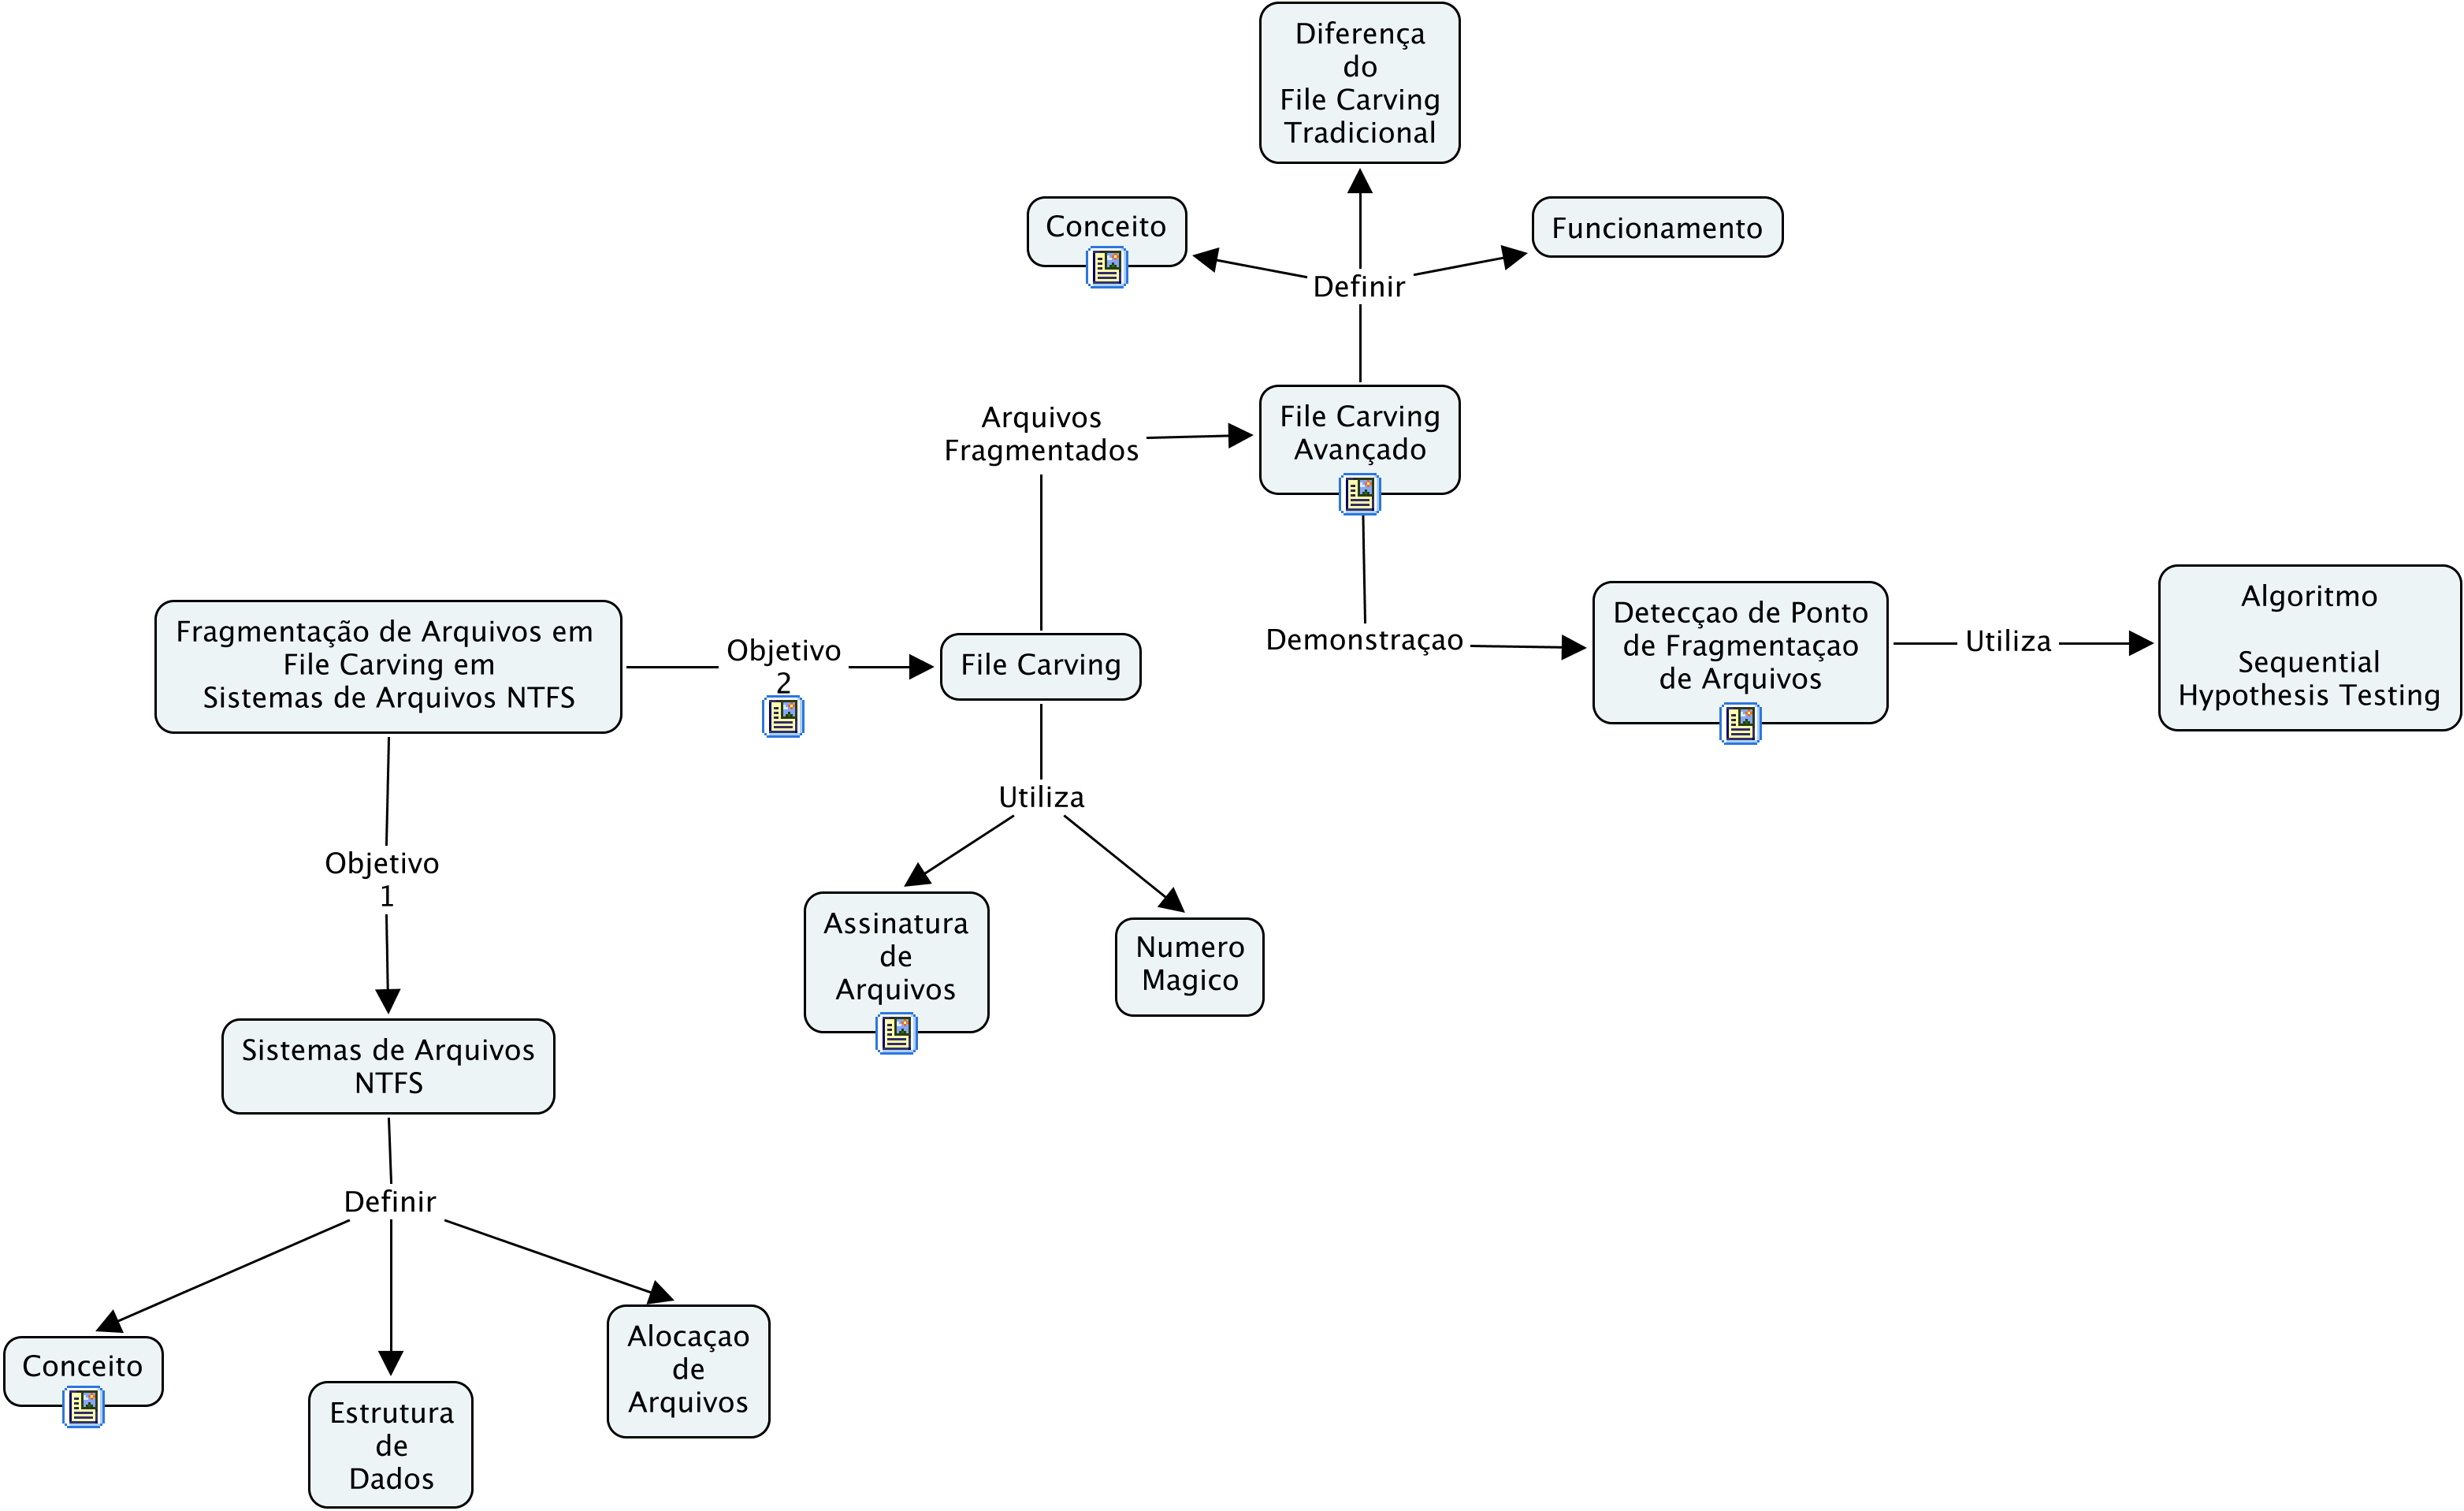 Diferença
do
File Carving
Tradicional
Conceito
Funcionamento
Definir
Arquivos
Fragmentados
File Carving
Avançado
Fragmentação de Arquivos em
File Carving em
Sistemas de Arquivos NTFS
Objetivo
2
File Carving
Demonstraçao
Detecçao de Ponto
de Fragmentaçao
de Arquivos
Utiliza
Algoritmo
Sequential
Hypothesis Testing
Utiliza
Objetivo
1
Assinatura
de
Arquivos
Numero
Magico
Sistemas de Arquivos
NTFS
Definir
Conceito
Estrutura
de
Dados
Alocaçao
de
Arquivos